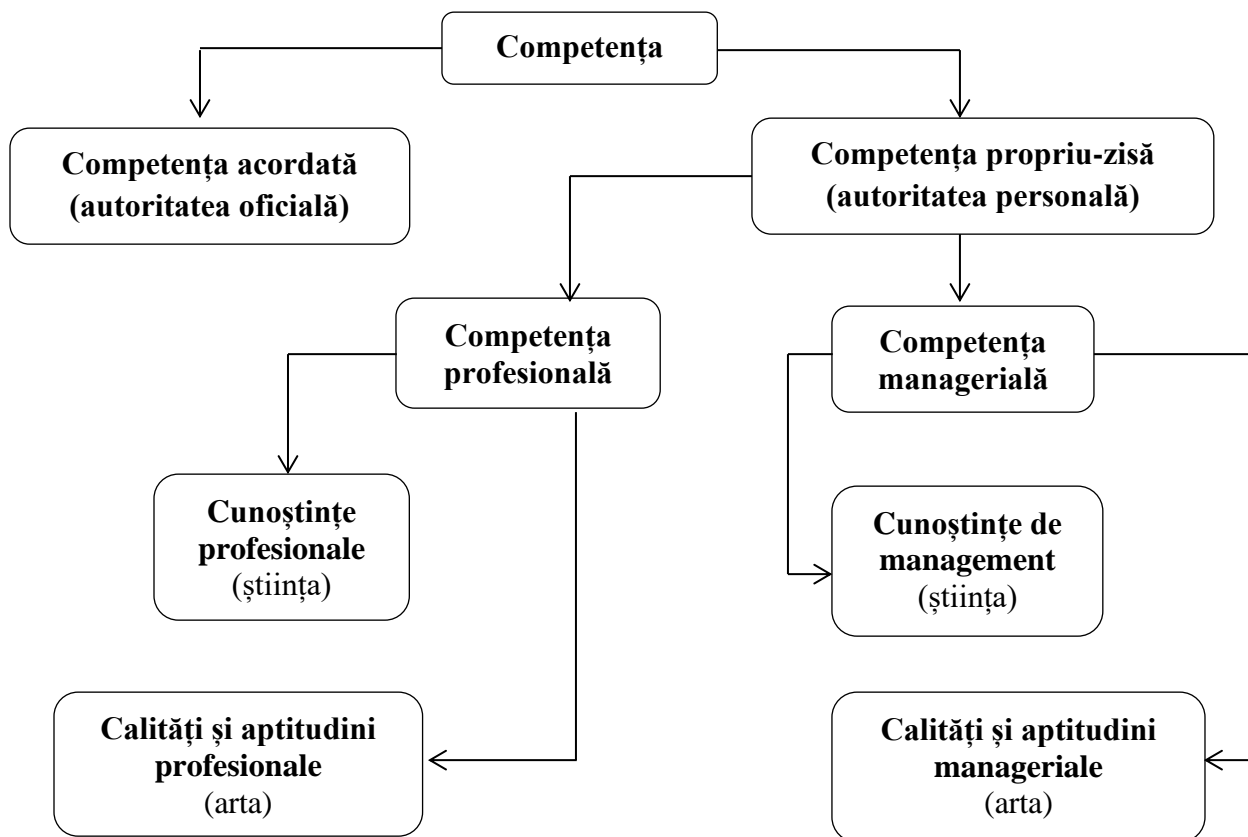 Competența
Competența acordată
(autoritatea oficială)
Competența propriu-zisă
(autoritatea personală)
Competența
profesională
Competența
managerială
Cunoștințe
profesionale
(știința)
Cunoștințe de
management
(știința)
Calități și aptitudini
profesionale
(arta)
Calități și aptitudini
manageriale
(arta)